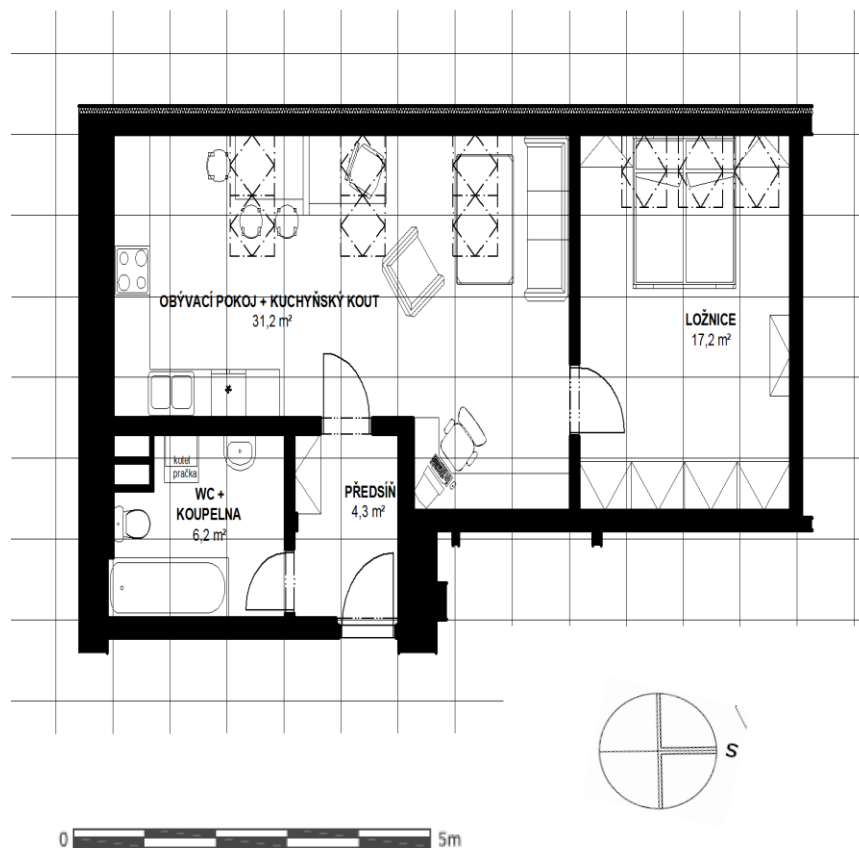 OBÝVACÍ POKOJ + KUCHYŇSKÝ KOUT
31,2 m²
LOŽNICE
17,2 m²
kotel
pračka
WC +
KOUPELNA
6,2 m²
PŘEDSÍŇ
4,3 m²
S
0 5m